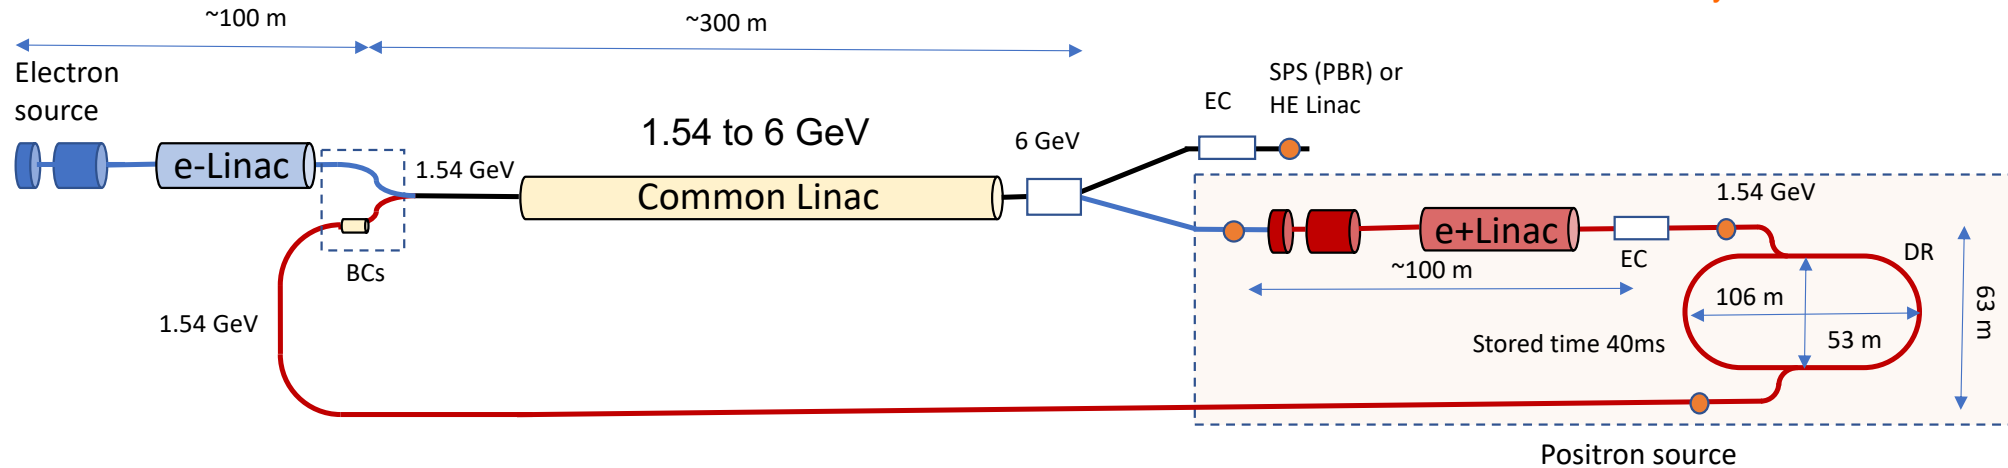 ~100 m
~300 m
Electron
source
SPS (PBR) or
HE Linac
EC
1.54 to 6 GeV
6 GeV
e-Linac
1.54 GeV
Common Linac
1.54 GeV
e+Linac
EC
DR
~100 m
BCs
106 m
63 m
1.54 GeV
53 m
Stored time 40ms
Positron source